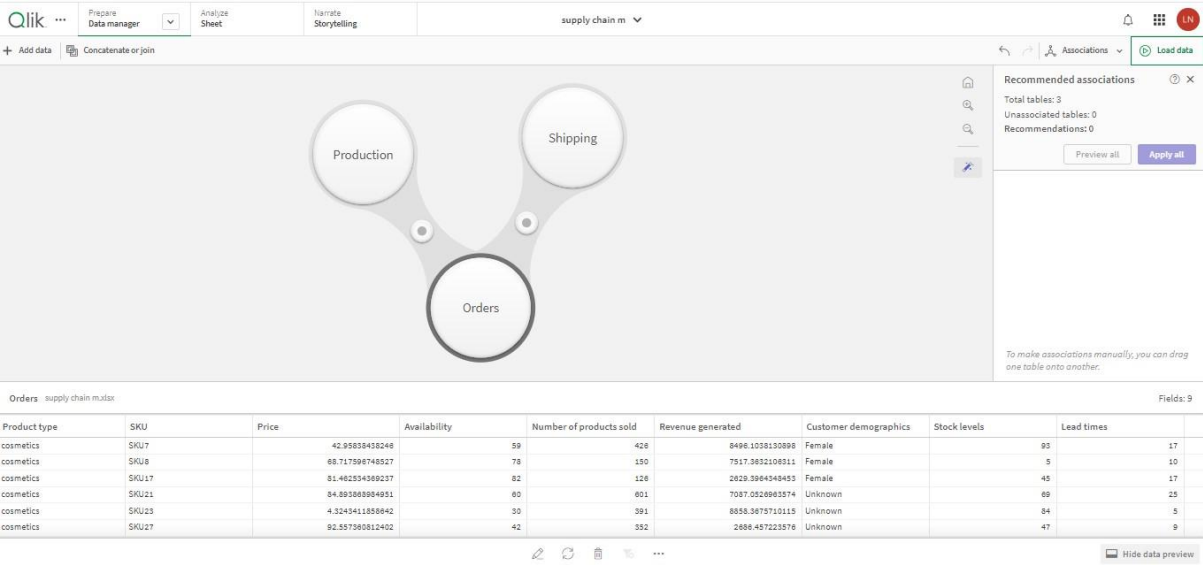 Qlik
Prepare
Data manager
Analyze
Sheet
Narrate
Storytelling
supply chain m
LN
Add data
Concatenate or join
Associations
Load data
Production
Shipping
Orders
Recommended associations
Total tables: 3
Unassociated tables: 0
Recommendations: 0
Preview all
Apply all
To make associations manually, you can drag
one table onto another.
Orders supply chain m.xlsx
Fields: 9
Product type SKU Price Availability Number of products sold Revenue generated Customer demographics Stock levels Lead times
cosmetics SKU7 42.95838438246 59 426 8496.1038130898 Female 93 17
cosmetics SKU8 68.717596748527 78 150 7517.3632106311 Female 5 10
cosmetics SKU17 81.462534369237 82 126 2629.3964348453 Female 45 17
cosmetics SKU21 84.893868984951 60 601 7087.0526963574 Unknown 69 25
cosmetics SKU23 4.3243411858642 30 391 8858.3675710115 Unknown 84 5
cosmetics SKU27 92.557360812402 42 352 2686.457223576 Unknown 47 9
Hide data preview